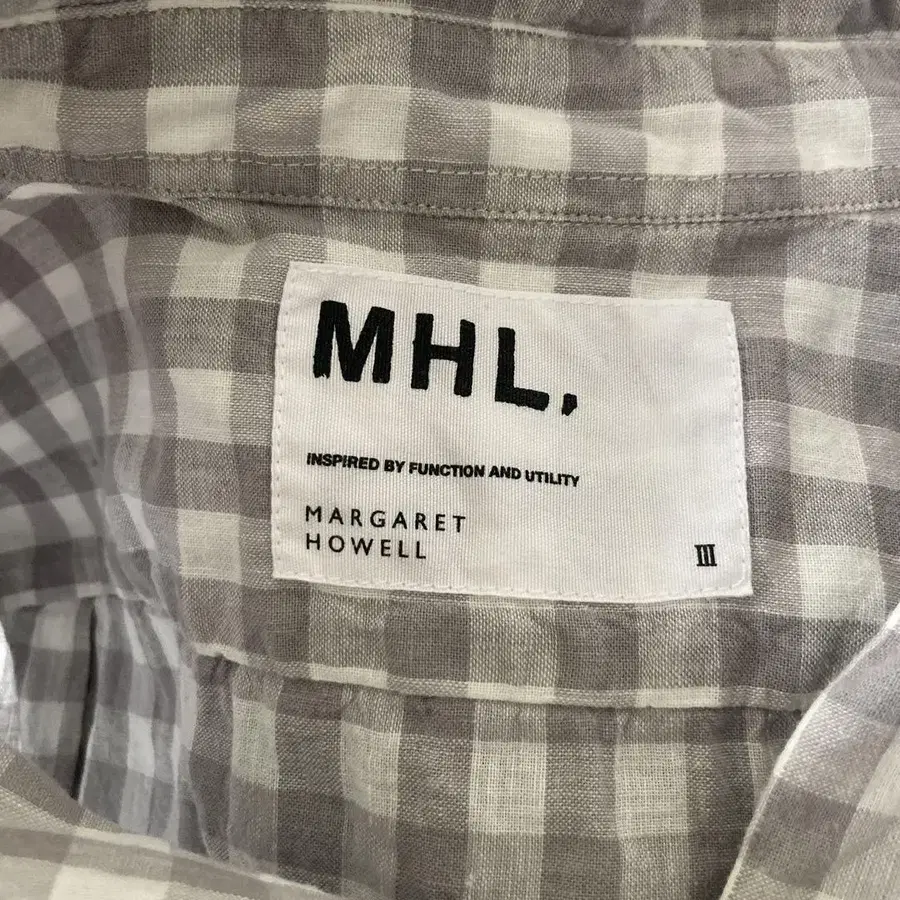 MHL.
INSPIRED BY FUNCTION AND UTILITY
MARGARET
HOWELL
III